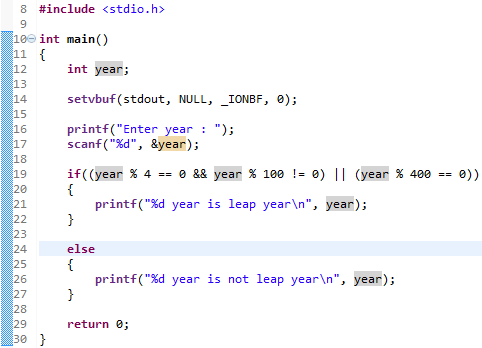 8 #include <stdio.h>
9
10 int main()
11 {
12     int year;
13
14     setvbuf(stdout, NULL, _IONBF, 0);
15
16     printf("Enter year : ");
17     scanf("%d", &year);
18
19     if((year % 4 == 0 && year % 100 != 0) || (year % 400 == 0))
20     {
21         printf("%d year is leap year\n", year);
22     }
23
24     else
25     {
26         printf("%d year is not leap year\n", year);
27     }
28
29     return 0;
30 }